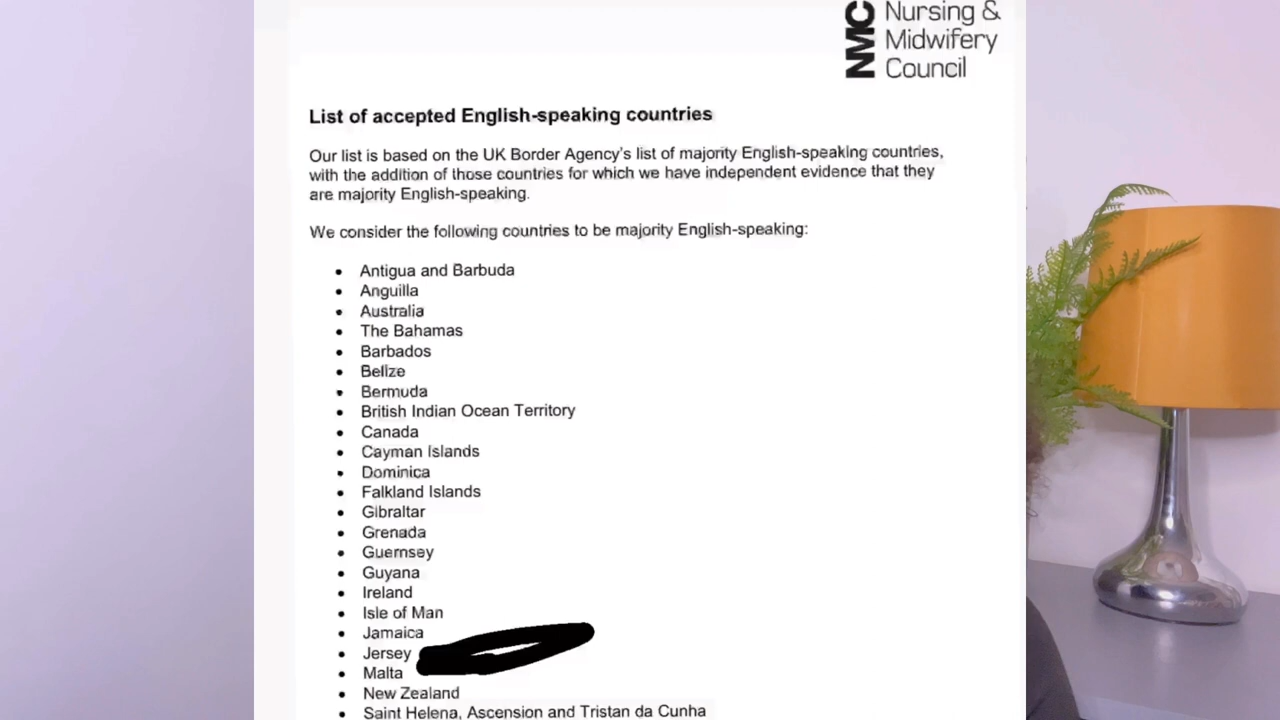 NMC
Nursing &
Midwifery
Council
List of accepted English-speaking countries
Our list is based on the UK Border Agency's list of majority English-speaking countries,
with the addition of those countries for which we have independent evidence that they
are majority English-speaking.
We consider the following countries to be majority English-speaking:
• Antigua and Barbuda
• Anguilla
• Australia
• The Bahamas
• Barbados
• Belize
• Bermuda
• British Indian Ocean Territory
• Canada
• Cayman Islands
• Dominica
• Falkland Islands
• Gibraltar
• Grenada
• Guernsey
• Guyana
• Ireland
• Isle of Man
• Jamaica
• Jersey
• Malta
• New Zealand
• Saint Helena, Ascension and Tristan da Cunha